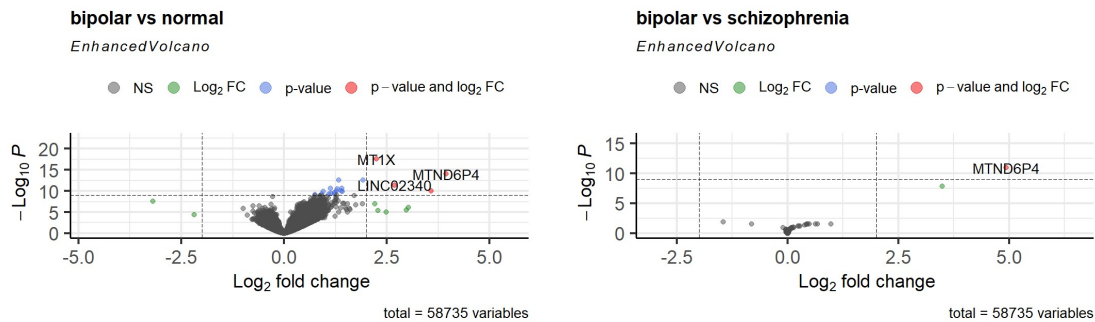 bipolar vs normal
EnhancedVolcano
NS Log2 FC p-value p − value and log2 FC
− Log10 P
20
15
10
5
0
MT1X
MTND6P4
LINC02340
-5.0 -2.5 0.0 2.5 5.0
Log2 fold change
total = 58735 variables
bipolar vs schizophrenia
EnhancedVolcano
NS Log2 FC p-value p − value and log2 FC
− Log10 P
15
10
5
0
MTND6P4
-2.5 0.0 2.5 5.0
Log2 fold change
total = 58735 variables